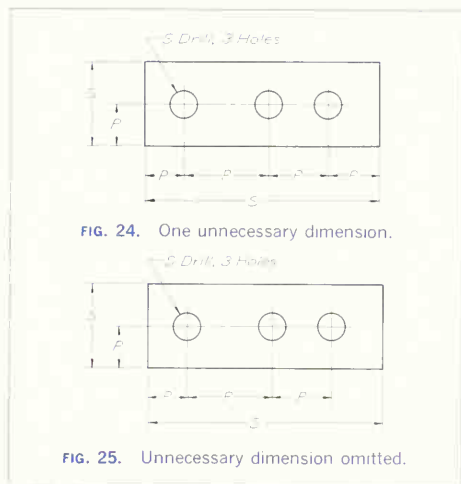 S Drill, 3 Holes
S
P
P P P P
S
FIG. 24. One unnecessary dimension.
S Drill, 3 Holes
S
P
P P P
S
FIG. 25. Unnecessary dimension omitted.